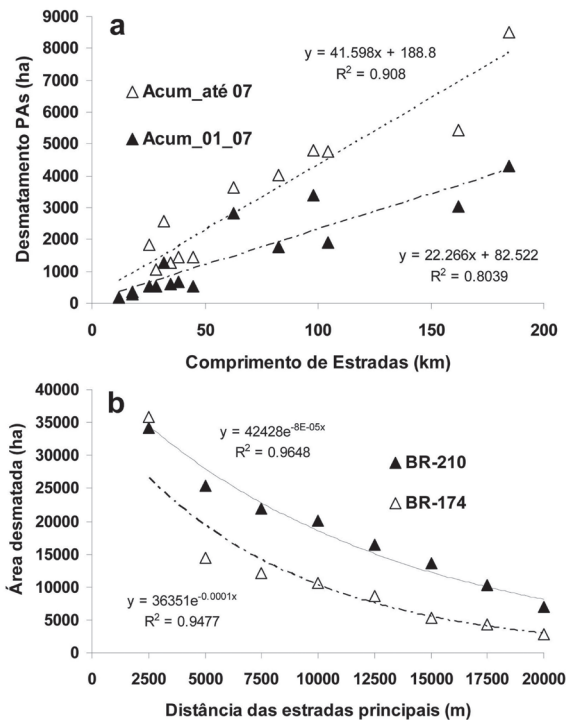 a
Desmatamento PAs (ha)
9000
8000
7000
6000
5000
4000
3000
2000
1000
0
Acum_até 07
Acum_01_07
y = 41.598x + 188.8
R² = 0.908
y = 22.266x + 82.522
R² = 0.8039
0 50 100 150 200
Comprimento de Estradas (km)
b
Área desmatada (ha)
40000
35000
30000
25000
20000
15000
10000
5000
0
y = 42428e^-8E-05x
R² = 0.9648
BR-210
BR-174
y = 36351e^-0.0001x
R² = 0.9477
0 2500 5000 7500 10000 12500 15000 17500 20000
Distância das estradas principais (m)